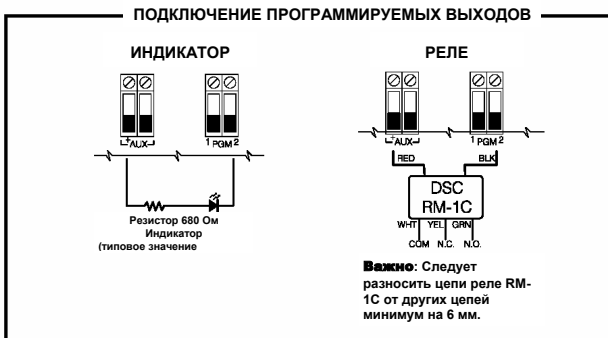 ПОДКЛЮЧЕНИЕ ПРОГРАММИРУЕМЫХ ВЫХОДОВ
ИНДИКАТОР
+AUX-
1 PGM 2
Резистор 680 Ом
Индикатор
(типовое значение
РЕЛЕ
+AUX-
1 PGM 2
RED
BLK
DSC
RM-1C
WHT YEL GRN
COM N.C. N.O.
Важно: Следует
разносить цепи реле RM-
1C от других цепей
минимум на 6 мм.